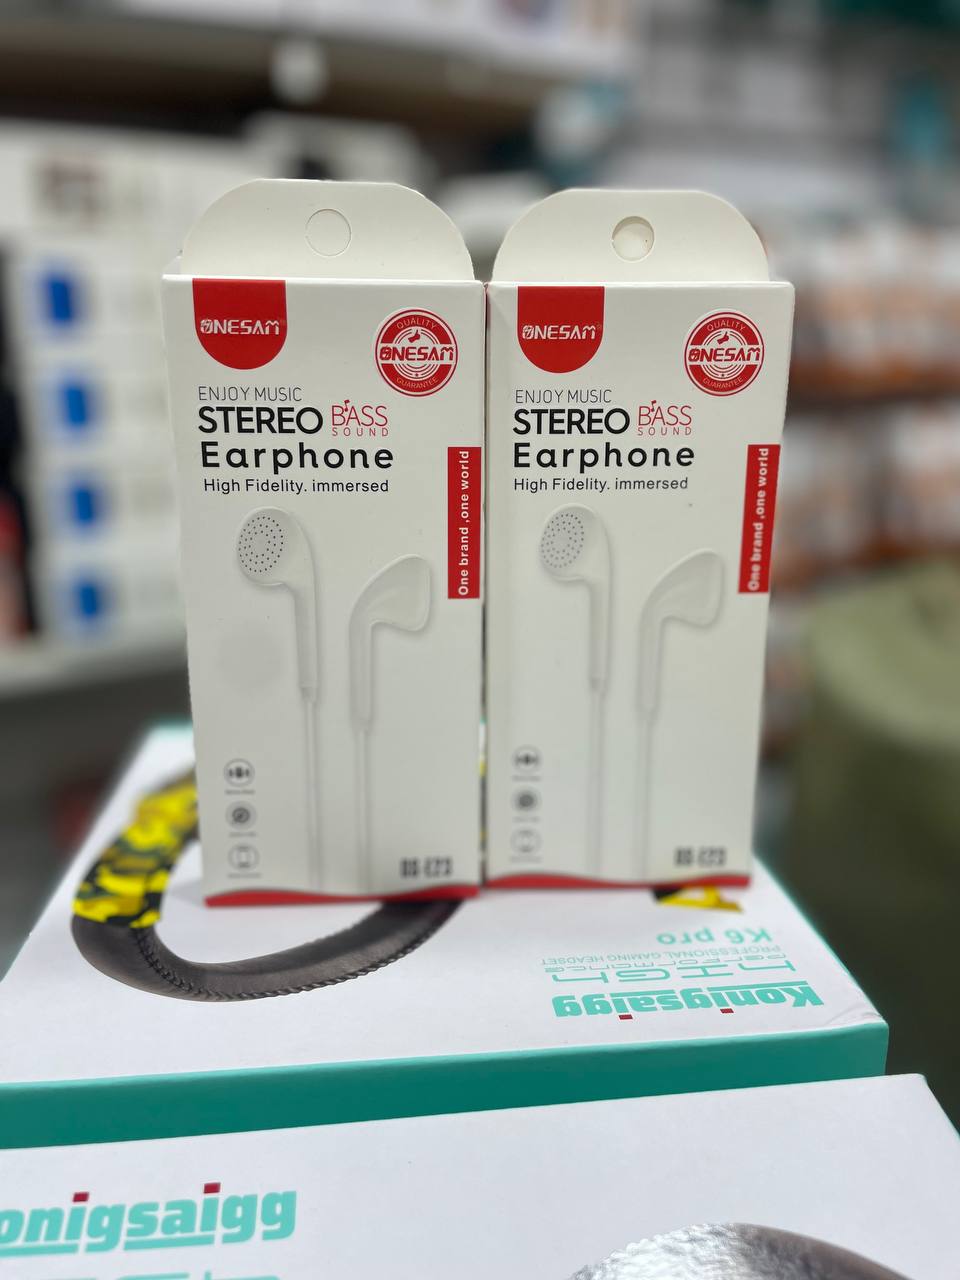 ONESAM
QUALITY
ONESAM
GUARANTEE
ENJOY MUSIC
STEREO BASS
SOUND
Earphone
High Fidelity. immersed
One brand ,one world
ONESAM
QUALITY
ONESAM
GUARANTEE
ENJOY MUSIC
STEREO BASS
SOUND
Earphone
High Fidelity. immersed
One brand ,one world
Konigsaigg
HIGH
PERFORMANCE
PROFESSIONAL GAMING HEADSET
K6 pro
onigsaigg